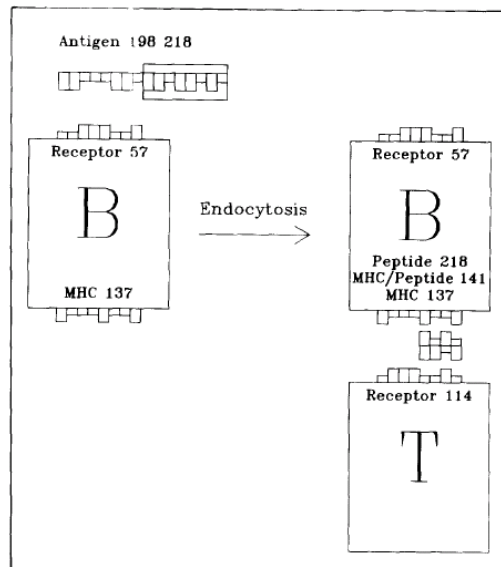 Antigen 198 218
Receptor 57
B
MHC 137
Endocytosis
Receptor 57
B
Peptide 218
MHC/Peptide 141
MHC 137
Receptor 114
T